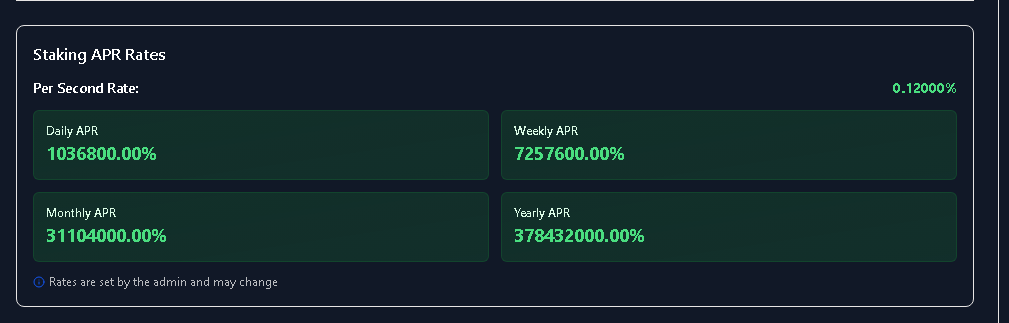 Staking APR Rates
Per Second Rate: 0.12000%
Daily APR
1036800.00%
Weekly APR
7257600.00%
Monthly APR
31104000.00%
Yearly APR
378432000.00%
Rates are set by the admin and may change